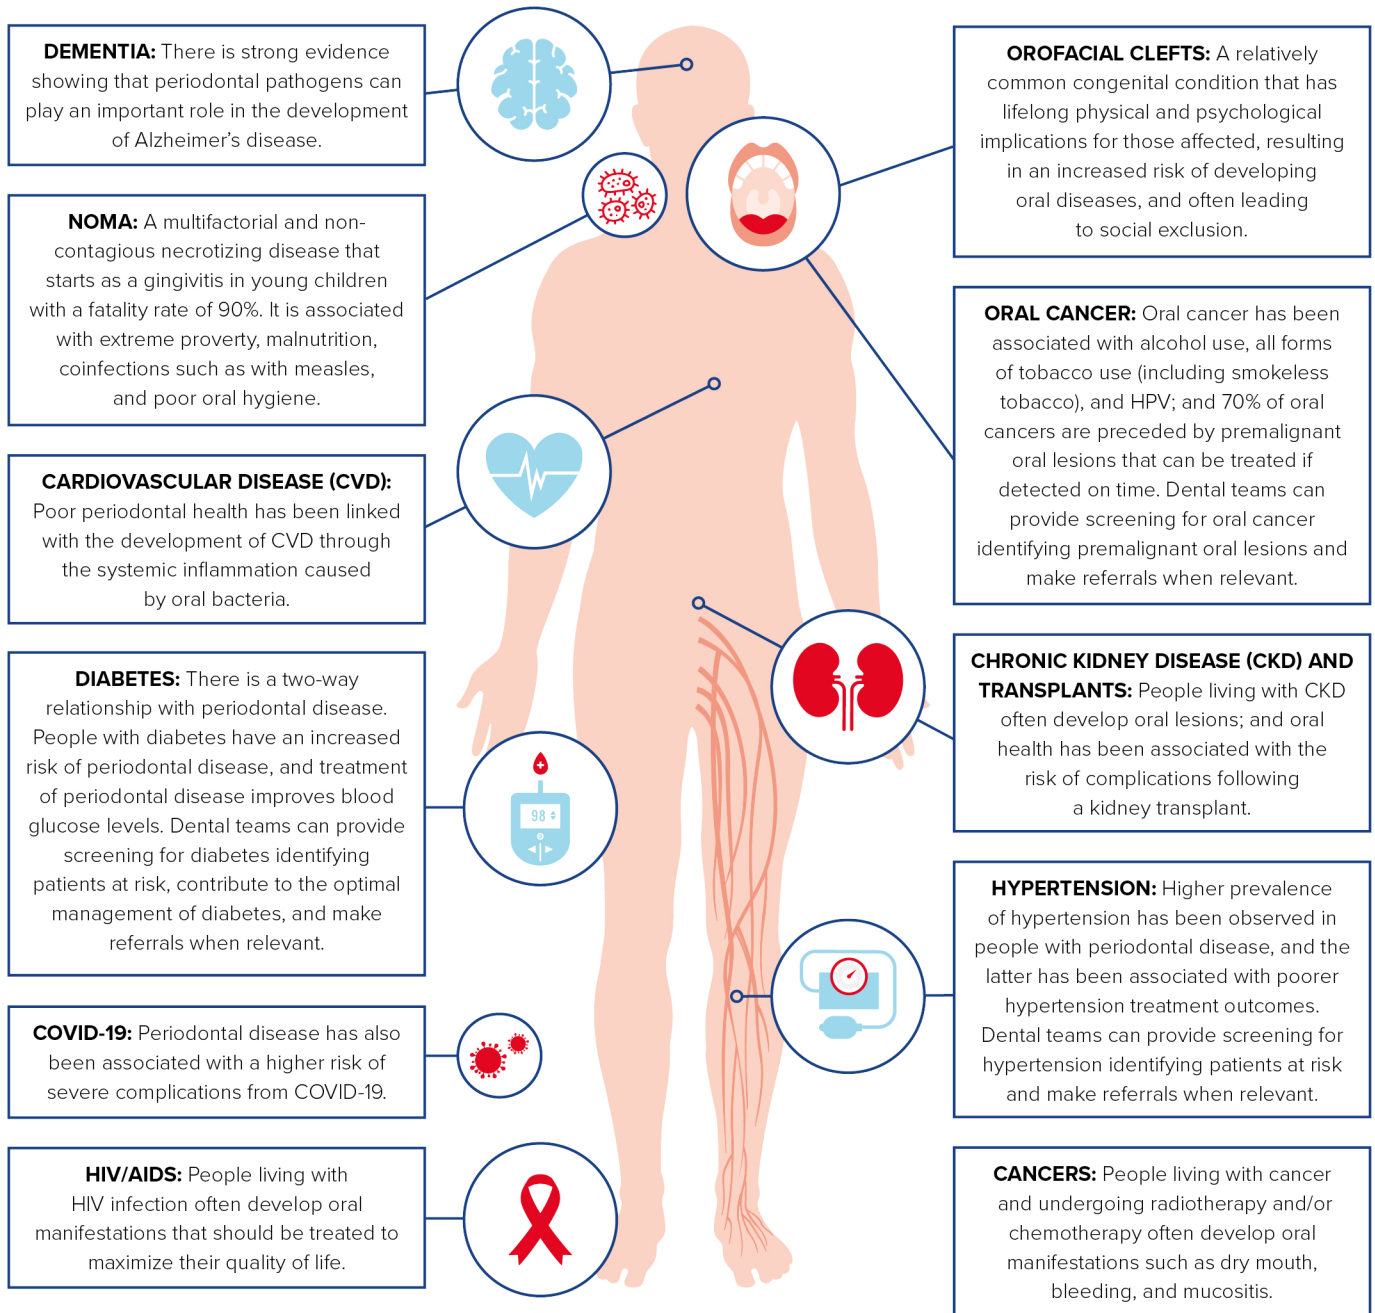 DEMENTIA: There is strong evidence
showing that periodontal pathogens can
play an important role in the development
of Alzheimer's disease.
NOMA: A multifactorial and non-
contagious necrotizing disease that
starts as a gingivitis in young children
with a fatality rate of 90%. It is associated
with extreme proverty, malnutrition,
coinfections such as with measles,
and poor oral hygiene.
CARDIOVASCULAR DISEASE (CVD):
Poor periodontal health has been linked
with the development of CVD through
the systemic inflammation caused
by oral bacteria.
DIABETES: There is a two-way
relationship with periodontal disease.
People with diabetes have an increased
risk of periodontal disease, and treatment
of periodontal disease improves blood
glucose levels. Dental teams can provide
screening for diabetes identifying
patients at risk, contribute to the optimal
management of diabetes, and make
referrals when relevant.
98
COVID-19: Periodontal disease has also
been associated with a higher risk of
severe complications from COVID-19.
HIV/AIDS: People living with
HIV infection often develop oral
manifestations that should be treated to
maximize their quality of life.
OROFACIAL CLEFTS: A relatively
common congenital condition that has
lifelong physical and psychological
implications for those affected, resulting
in an increased risk of developing
oral diseases, and often leading
to social exclusion.
ORAL CANCER: Oral cancer has been
associated with alcohol use, all forms
of tobacco use (including smokeless
tobacco), and HPV; and 70% of oral
cancers are preceded by premalignant
oral lesions that can be treated if
detected on time. Dental teams can
provide screening for oral cancer
identifying premalignant oral lesions and
make referrals when relevant.
CHRONIC KIDNEY DISEASE (CKD) AND
TRANSPLANTS: People living with CKD
often develop oral lesions; and oral
health has been associated with the
risk of complications following
a kidney transplant.
HYPERTENSION: Higher prevalence
of hypertension has been observed in
people with periodontal disease, and the
latter has been associated with poorer
hypertension treatment outcomes.
Dental teams can provide screening for
hypertension identifying patients at risk
and make referrals when relevant.
CANCERS: People living with cancer
and undergoing radiotherapy and/or
chemotherapy often develop oral
manifestations such as dry mouth,
bleeding, and mucositis.